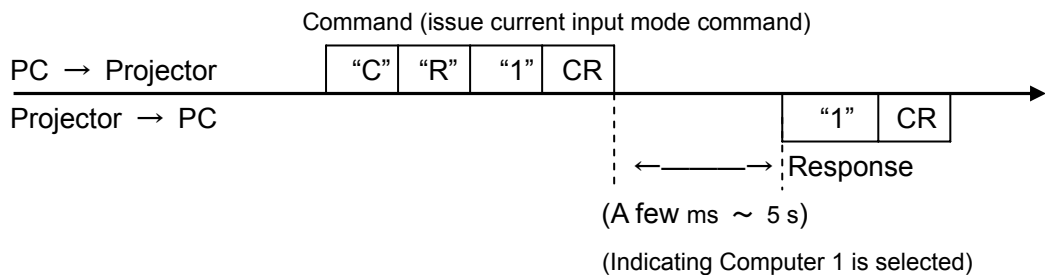 Command (issue current input mode command)
PC → Projector “C” “R” “1” CR
Projector → PC “1” CR
←———→ Response
(A few ms ～ 5 s)
(Indicating Computer 1 is selected)